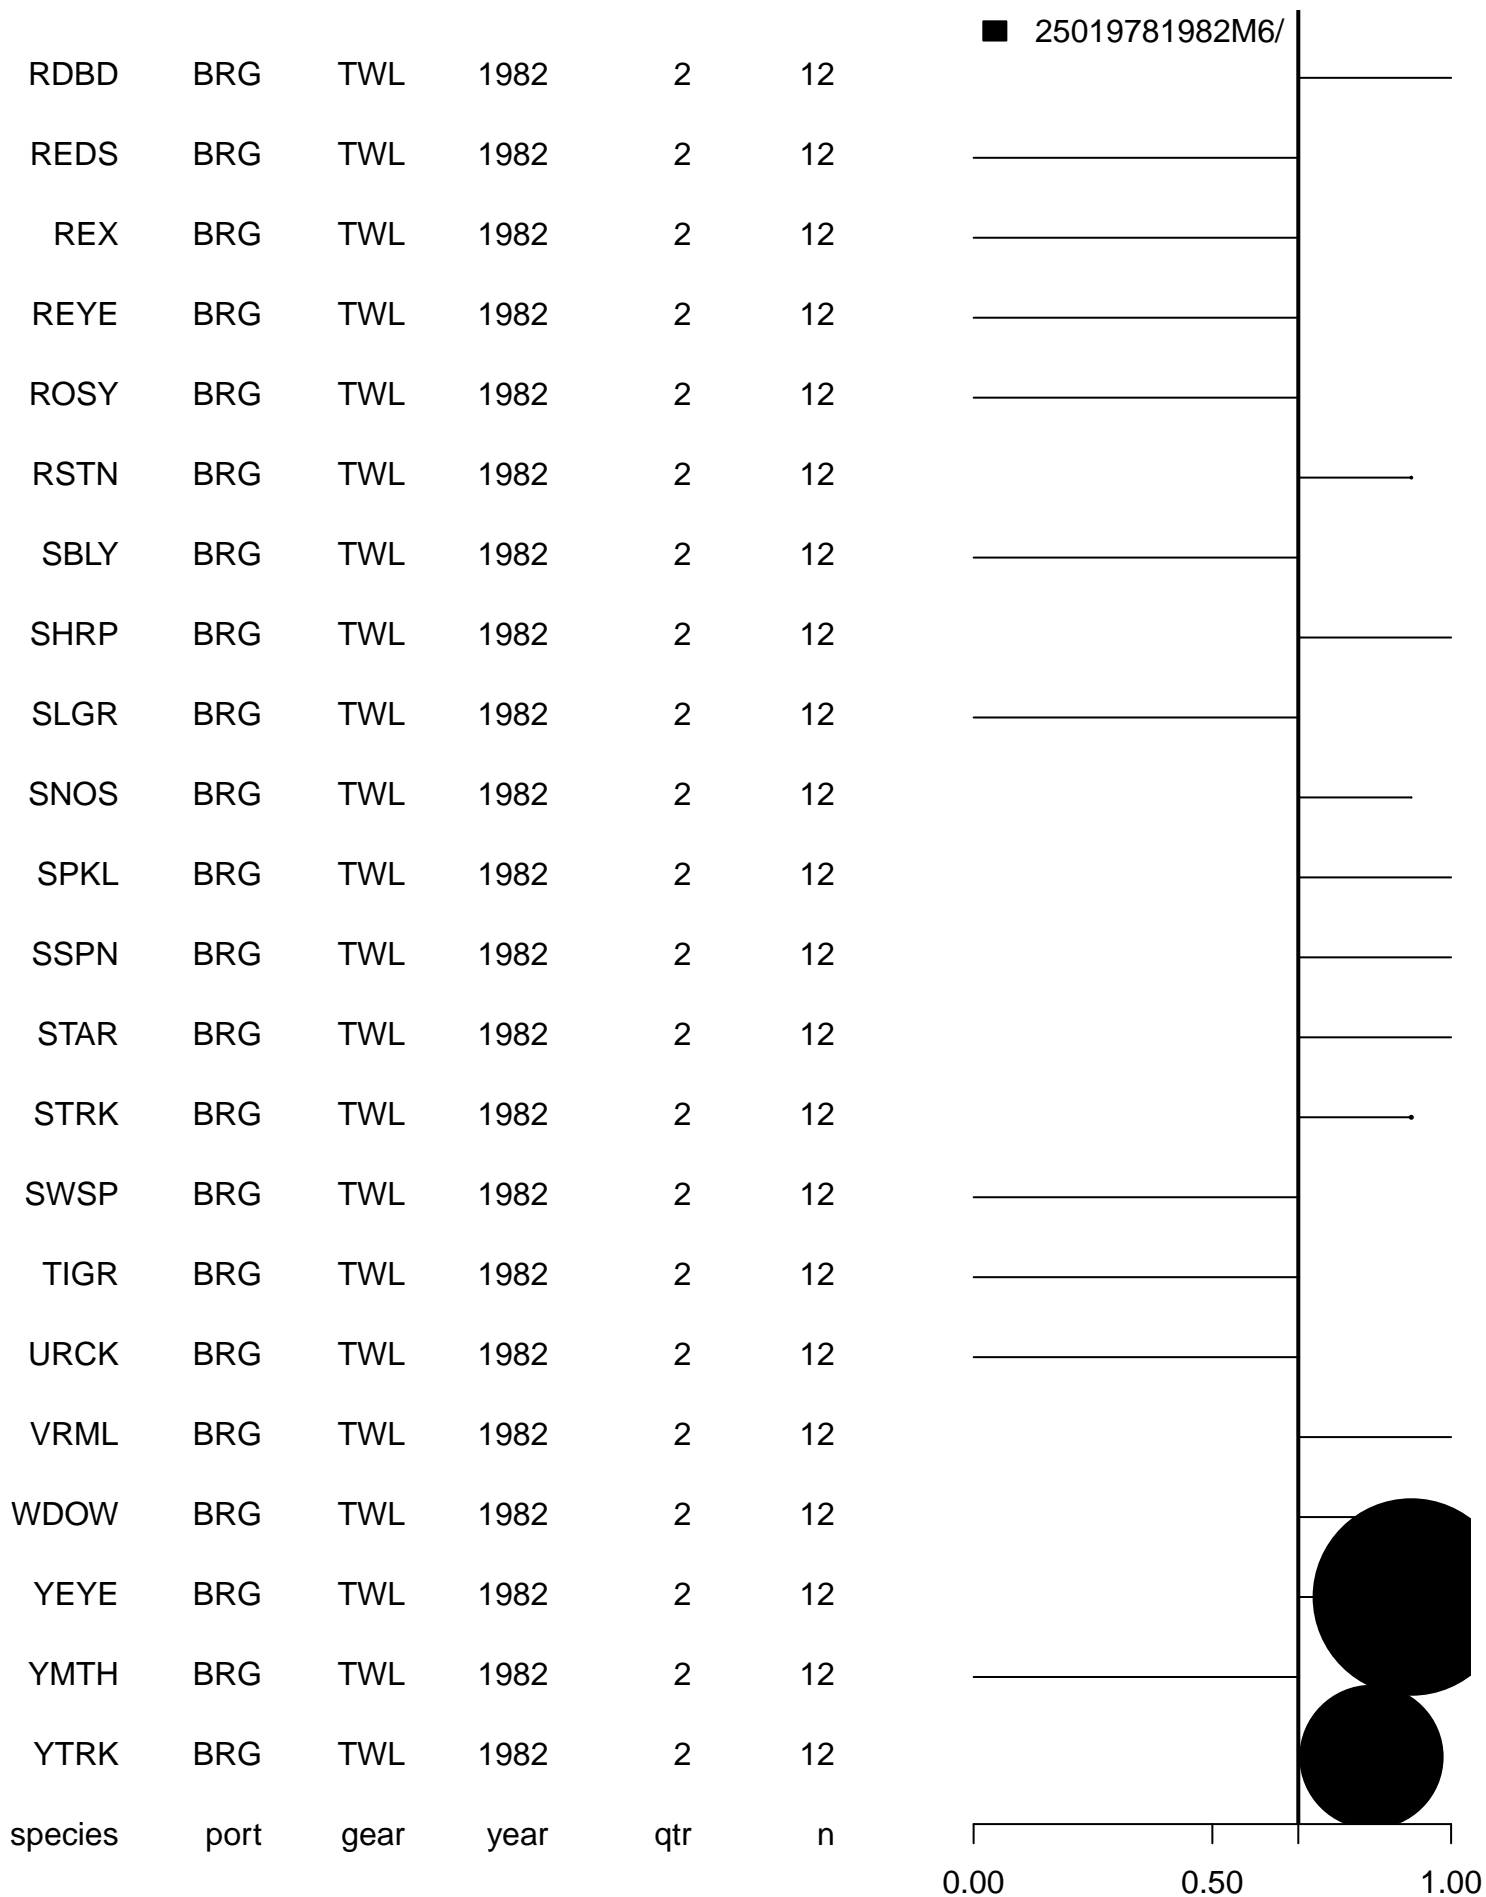 25019781982M6/
RDBD BRG TWL 1982 2 12
REDS BRG TWL 1982 2 12
REX BRG TWL 1982 2 12
REYE BRG TWL 1982 2 12
ROSY BRG TWL 1982 2 12
RSTN BRG TWL 1982 2 12
SBLY BRG TWL 1982 2 12
SHRP BRG TWL 1982 2 12
SLGR BRG TWL 1982 2 12
SNOS BRG TWL 1982 2 12
SPKL BRG TWL 1982 2 12
SSPN BRG TWL 1982 2 12
STAR BRG TWL 1982 2 12
STRK BRG TWL 1982 2 12
SWSP BRG TWL 1982 2 12
TIGR BRG TWL 1982 2 12
URCK BRG TWL 1982 2 12
VRML BRG TWL 1982 2 12
WDOW BRG TWL 1982 2 12
YEYE BRG TWL 1982 2 12
YMTH BRG TWL 1982 2 12
YTRK BRG TWL 1982 2 12
species port gear year qtr n
0.00 0.50 1.00